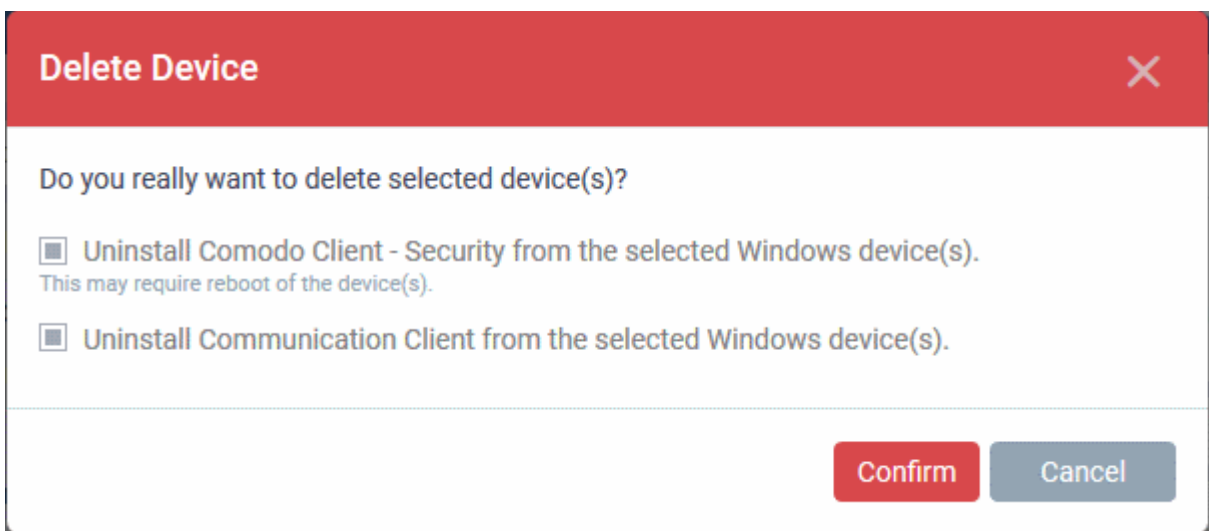 Delete Device
Do you really want to delete selected device(s)?
Uninstall Comodo Client - Security from the selected Windows device(s).
This may require reboot of the device(s).
Uninstall Communication Client from the selected Windows device(s).
Confirm Cancel